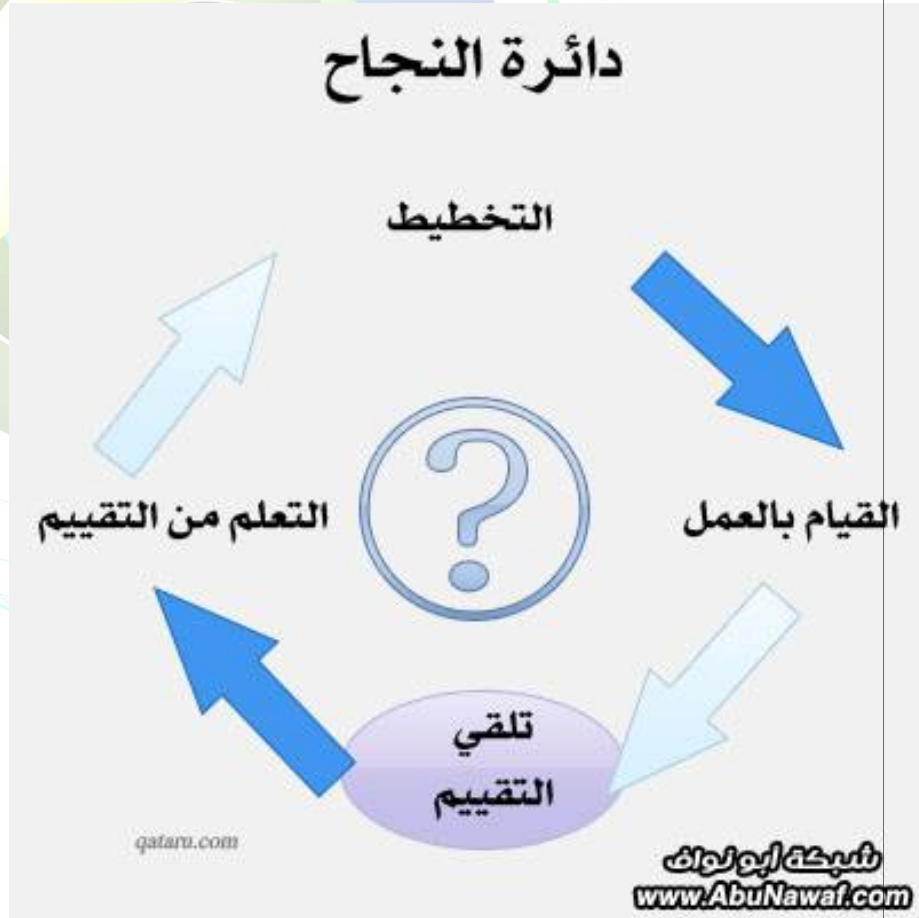 دائرة النجاح
التخطيط
القيام بالعمل
?
التعلم من التقييم
تلقي
التقييم
qataru.com
شبكة أبو نواف
www.AbuNawaf.com